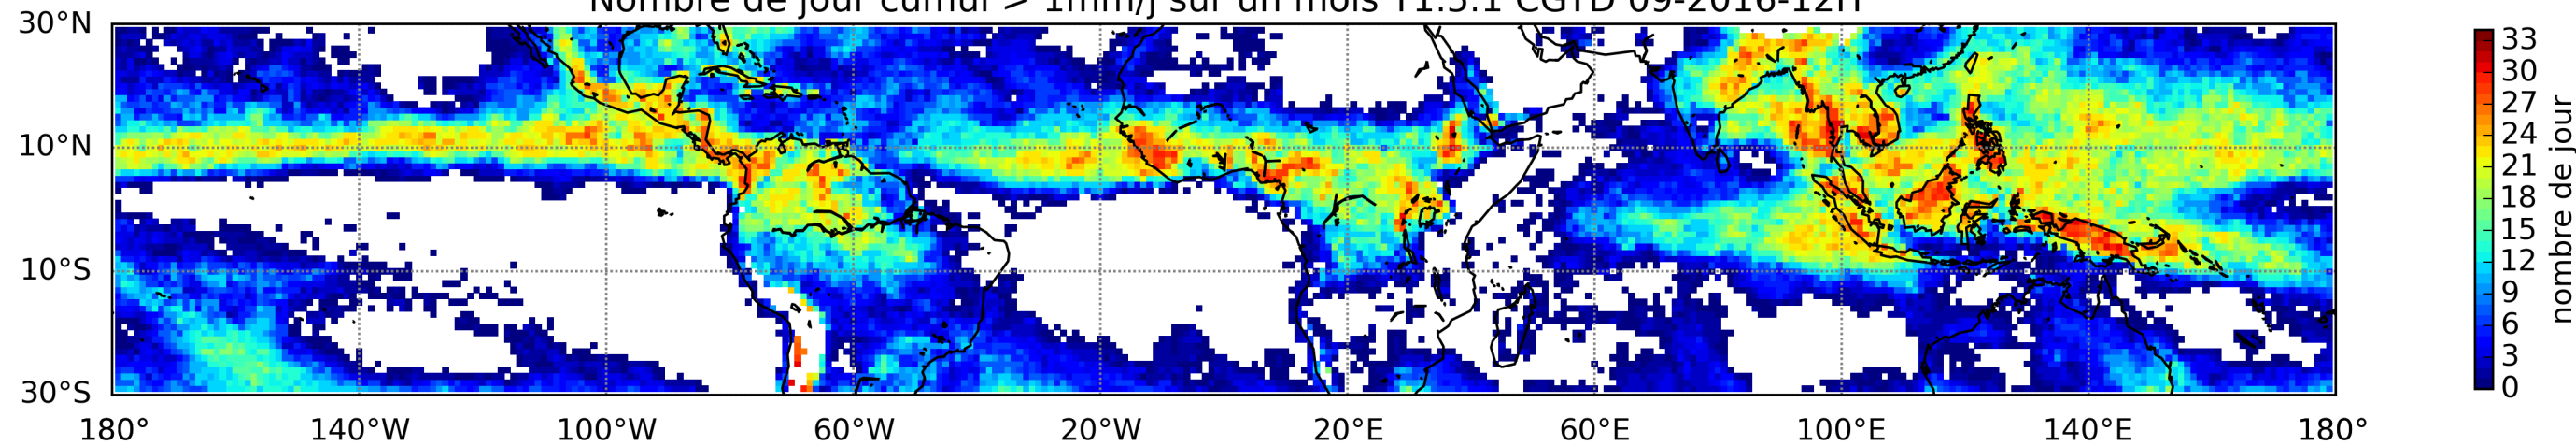 Nombre de jour cumul > 1mm/j sur un mois T1.5.1 CGTD 09-2016-12H
30°N
10°N
10°S
30°S
180° 140°W 100°W 60°W 20°W 20°E 60°E 100°E 140°E 180°
33
30
27
24
21
18
15
12
9
6
3
0
nombre de jour